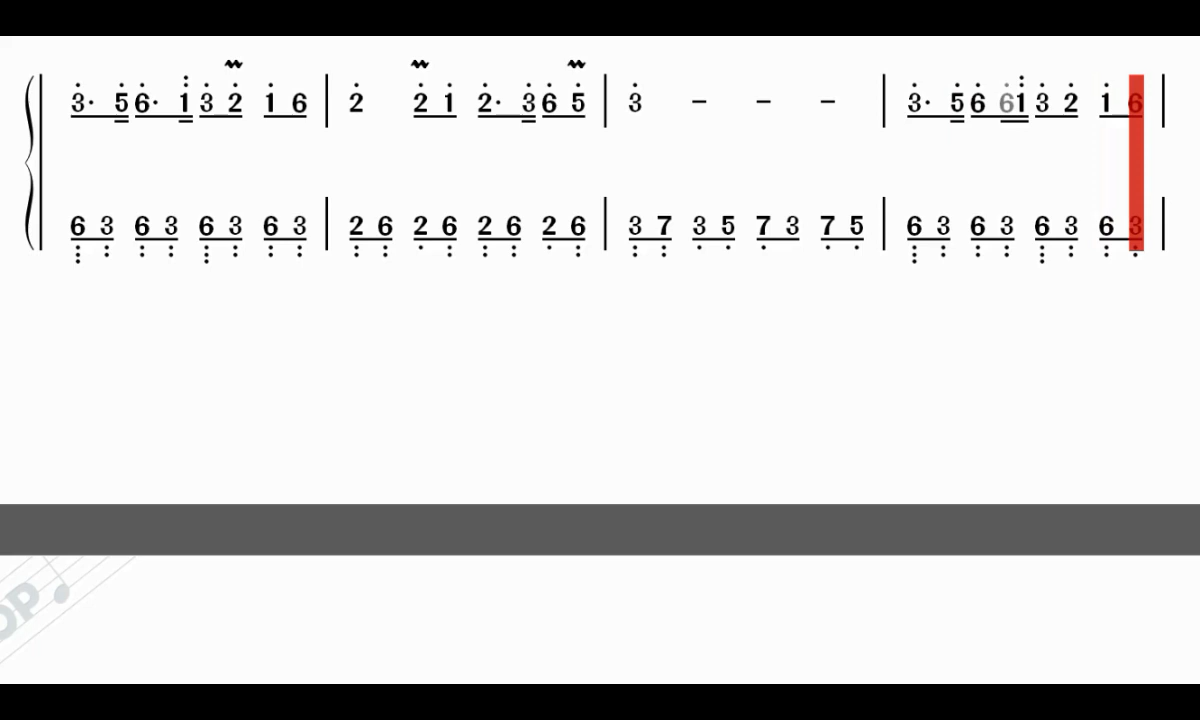 3· 5 6· 1 3 2 1 6 | 2 2 1 2· 3 6 5 | 3 – – – | 3· 5 6 6 1 3 2 1 6 |
6 3 6 3 6 3 6 3 | 2 6 2 6 2 6 2 6 | 3 7 3 5 7 3 7 5 | 6 3 6 3 6 3 6 3 |
OP